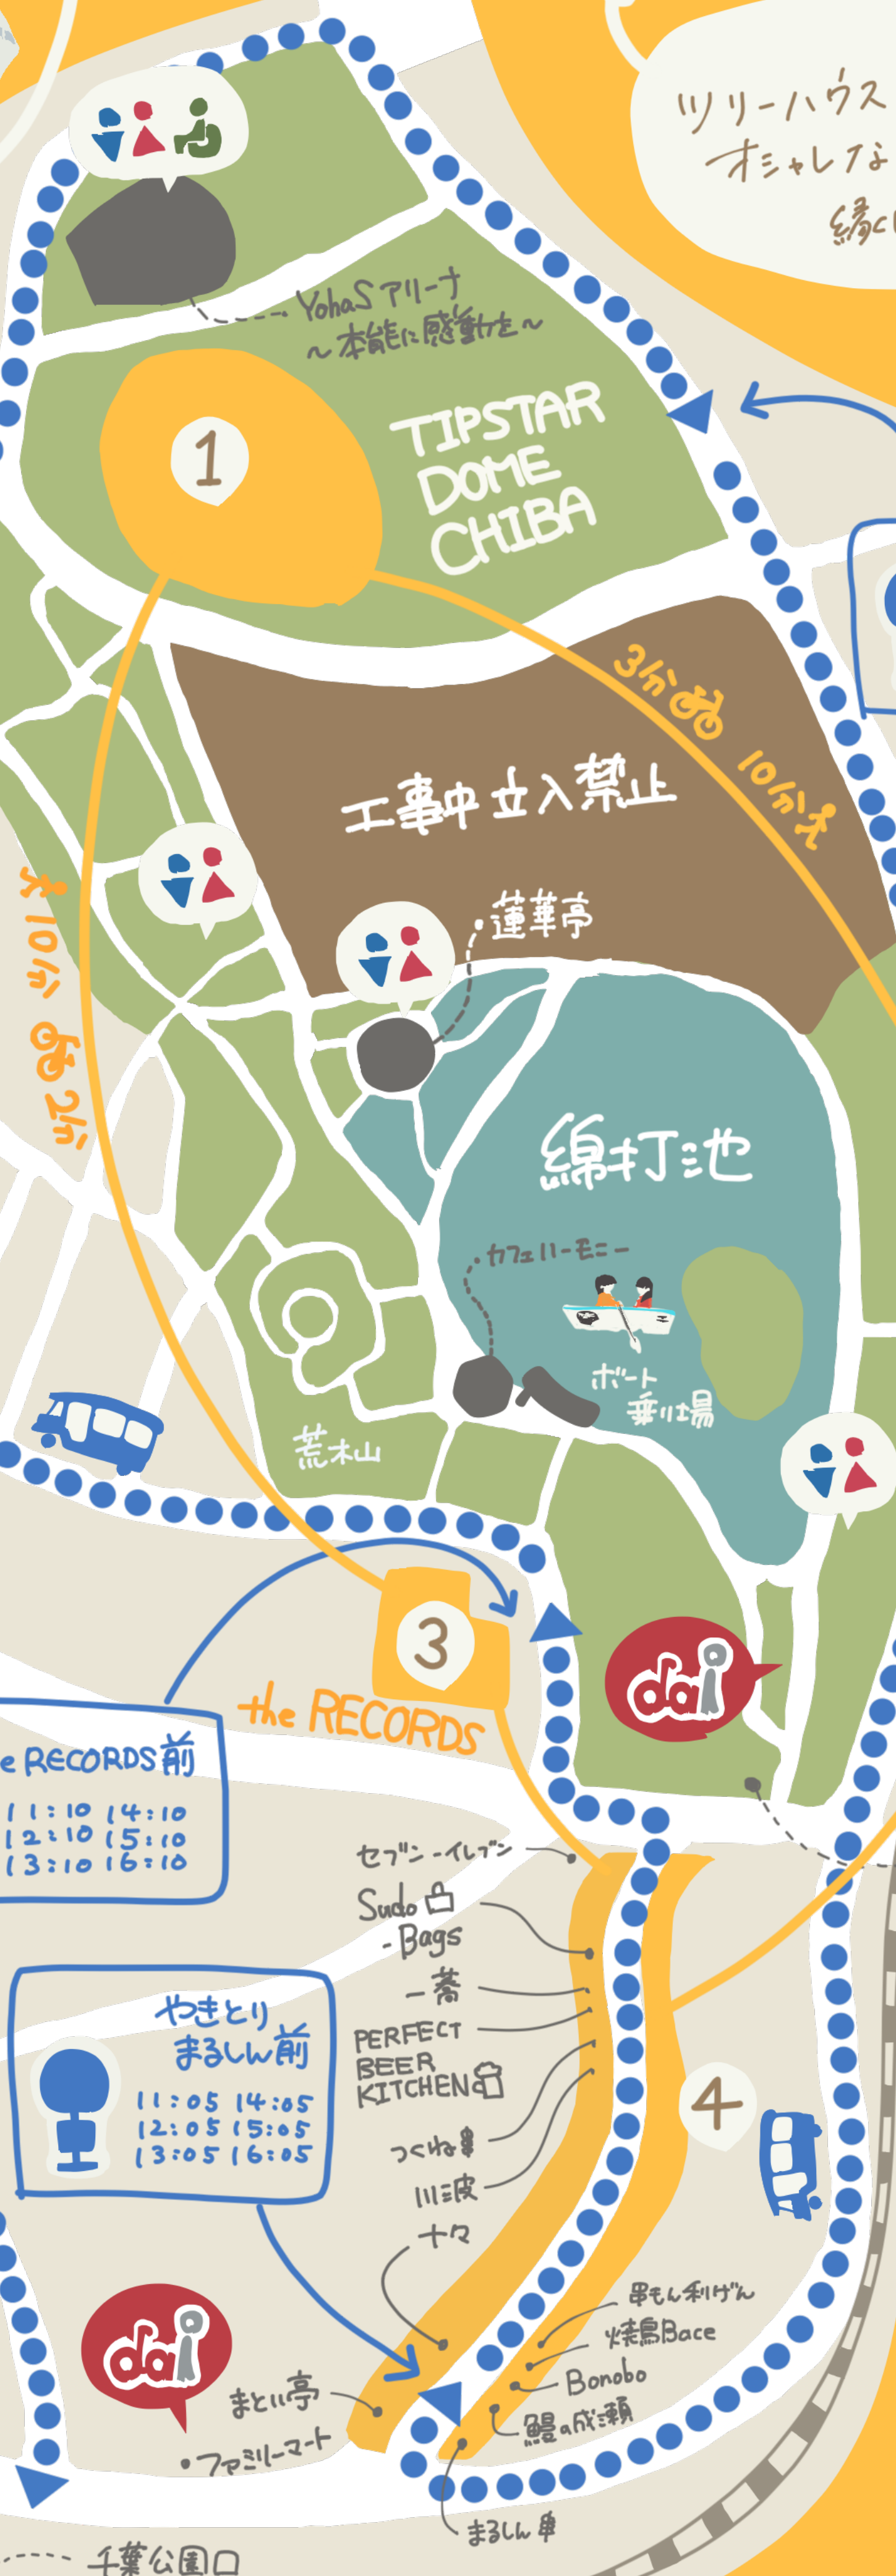 ツリーハウス
オシャレな
縁に
YohaSアリーナ
～本能に感動を～
1
TIPSTAR
DOME
CHIBA
3分
10分
工事中立入禁止
蓮華亭
10分
2分
綿打池
カフェハーモニー
ボート
乗り場
荒木山
3
the RECORDS
dai
e RECORDS前
11:10 14:10
12:10 15:10
13:10 16:10
セブン-イレブン
Sudo
-Bags
一蕎
PERFECT
BEER
KITCHEN
つくね
川波
十々
やきとり
まるしん前
11:05 14:05
12:05 15:05
13:05 16:05
4
串もん利げん
焼鳥Bace
Bonobo
鰻の成瀬
dai
まとい亭
ファミリーマート
まるしん
千葉公園口